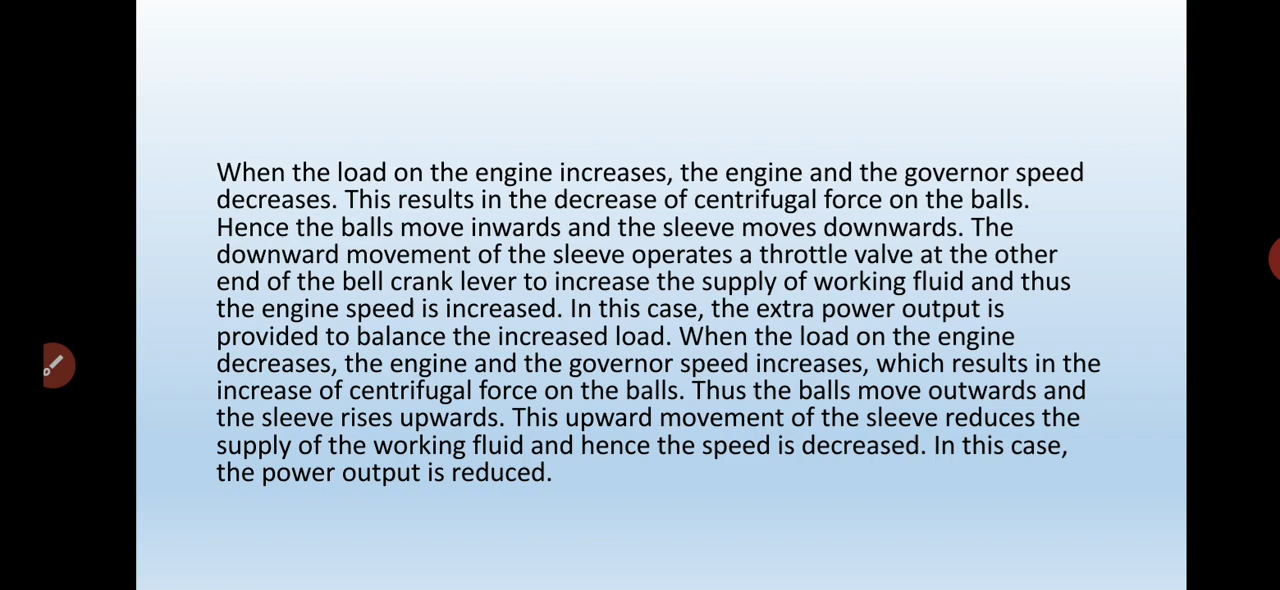 When the load on the engine increases, the engine and the governor speed
decreases. This results in the decrease of centrifugal force on the balls.
Hence the balls move inwards and the sleeve moves downwards. The
downward movement of the sleeve operates a throttle valve at the other
end of the bell crank lever to increase the supply of working fluid and thus
the engine speed is increased. In this case, the extra power output is
provided to balance the increased load. When the load on the engine
decreases, the engine and the governor speed increases, which results in the
increase of centrifugal force on the balls. Thus the balls move outwards and
the sleeve rises upwards. This upward movement of the sleeve reduces the
supply of the working fluid and hence the speed is decreased. In this case,
the power output is reduced.